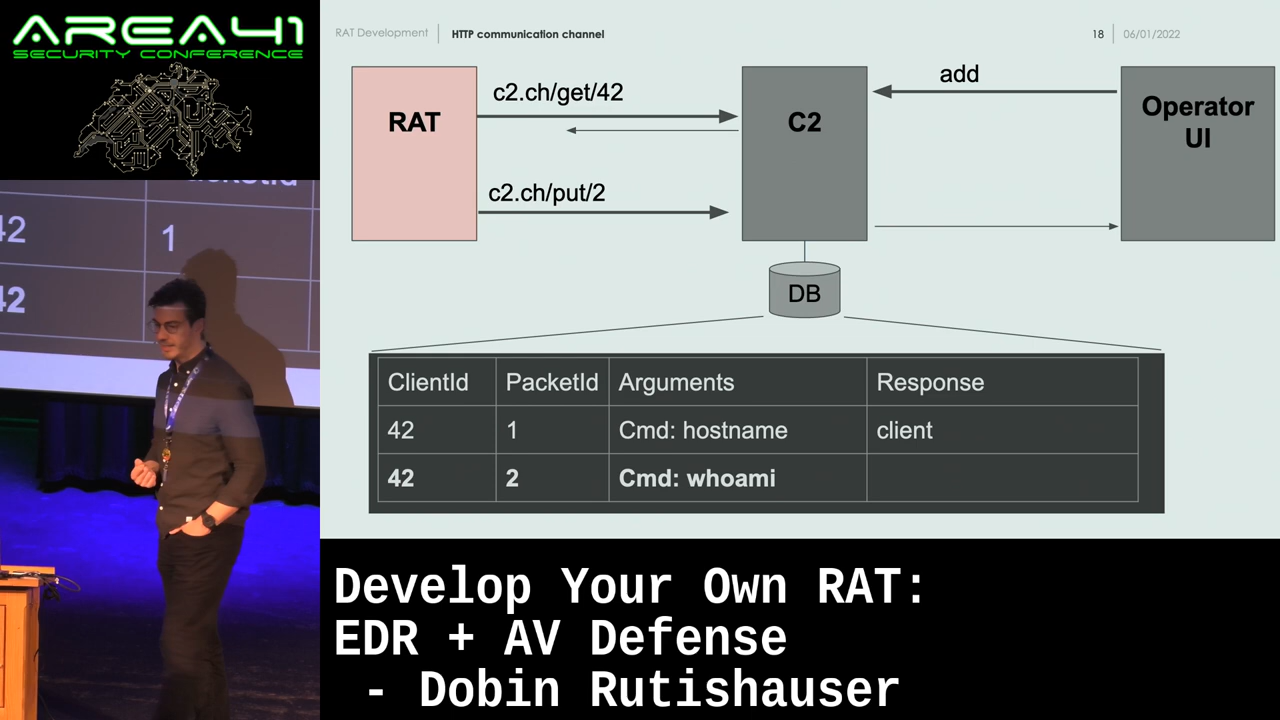 AREA41
SECURITY CONFERENCE
RAT Development
HTTP communication channel
18
06/01/2022
RAT
c2.ch/get/42
C2
add
Operator
UI
c2.ch/put/2
DB
ClientId PacketId Arguments Response
42 1 Cmd: hostname client
42 2 Cmd: whoami
42 1
42
Develop Your Own RAT:
EDR + AV Defense
- Dobin Rutishauser